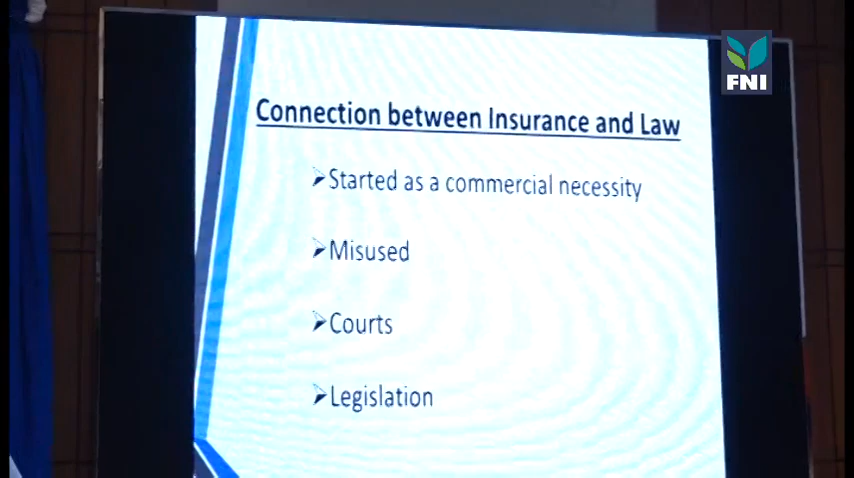 FNI
Connection between Insurance and Law
➢Started as a commercial necessity
➢Misused
➢Courts
➢Legislation